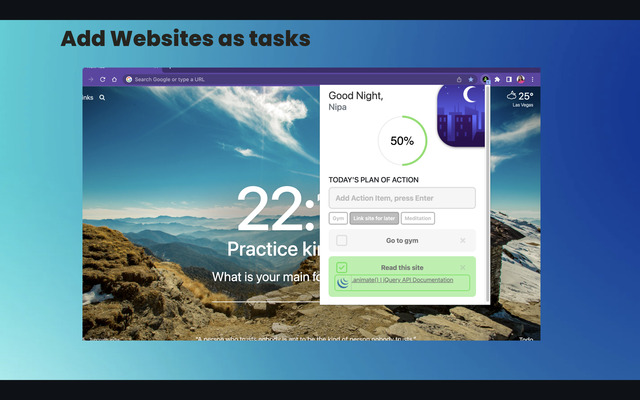 Add Websites as tasks
Search Google or type a URL
inks
25°
Las Vegas
Good Night,
Nipa
50%
TODAY'S PLAN OF ACTION
Add Action Item, press Enter
Gym Link site for later Meditation
Go to gym
Read this site
.animate() | jQuery API Documentation
22:
Practice kin
What is your main fo
"A person who trusts nobody is apt to be the kind of person nobody trusts."
Todo